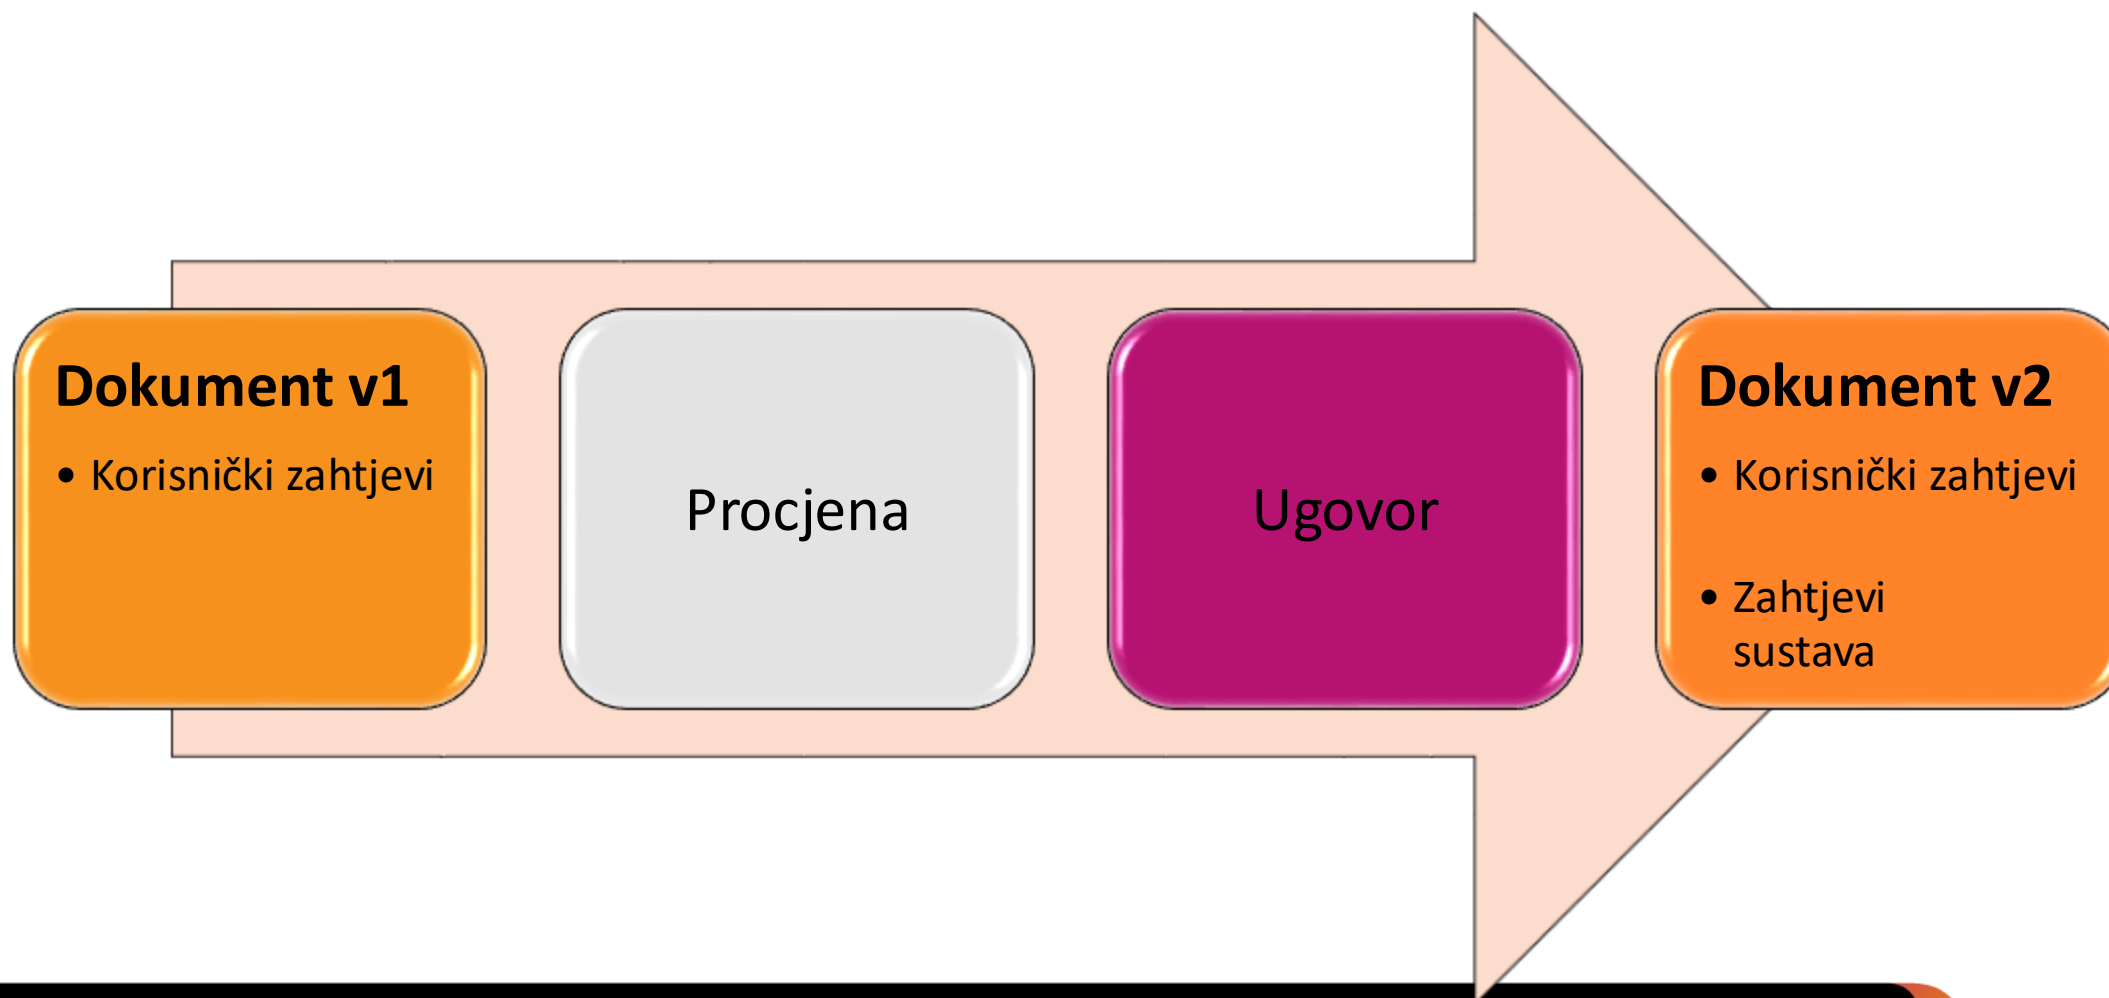 Dokument v1
• Korisnički zahtjevi
Procjena
Ugovor
Dokument v2
• Korisnički zahtjevi
• Zahtjevi
sustava